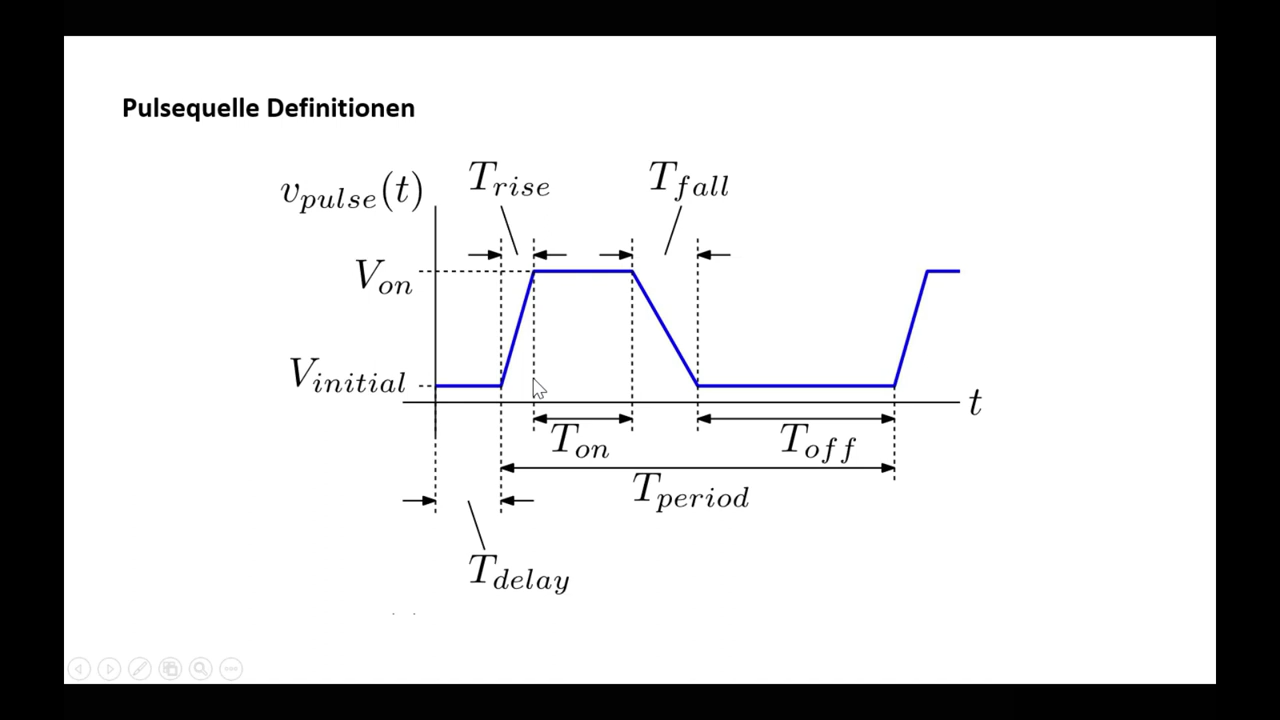 Pulsequelle Definitionen
v_pulse(t)
T_rise
T_fall
V_on
V_initial
t
T_on
T_off
T_period
T_delay